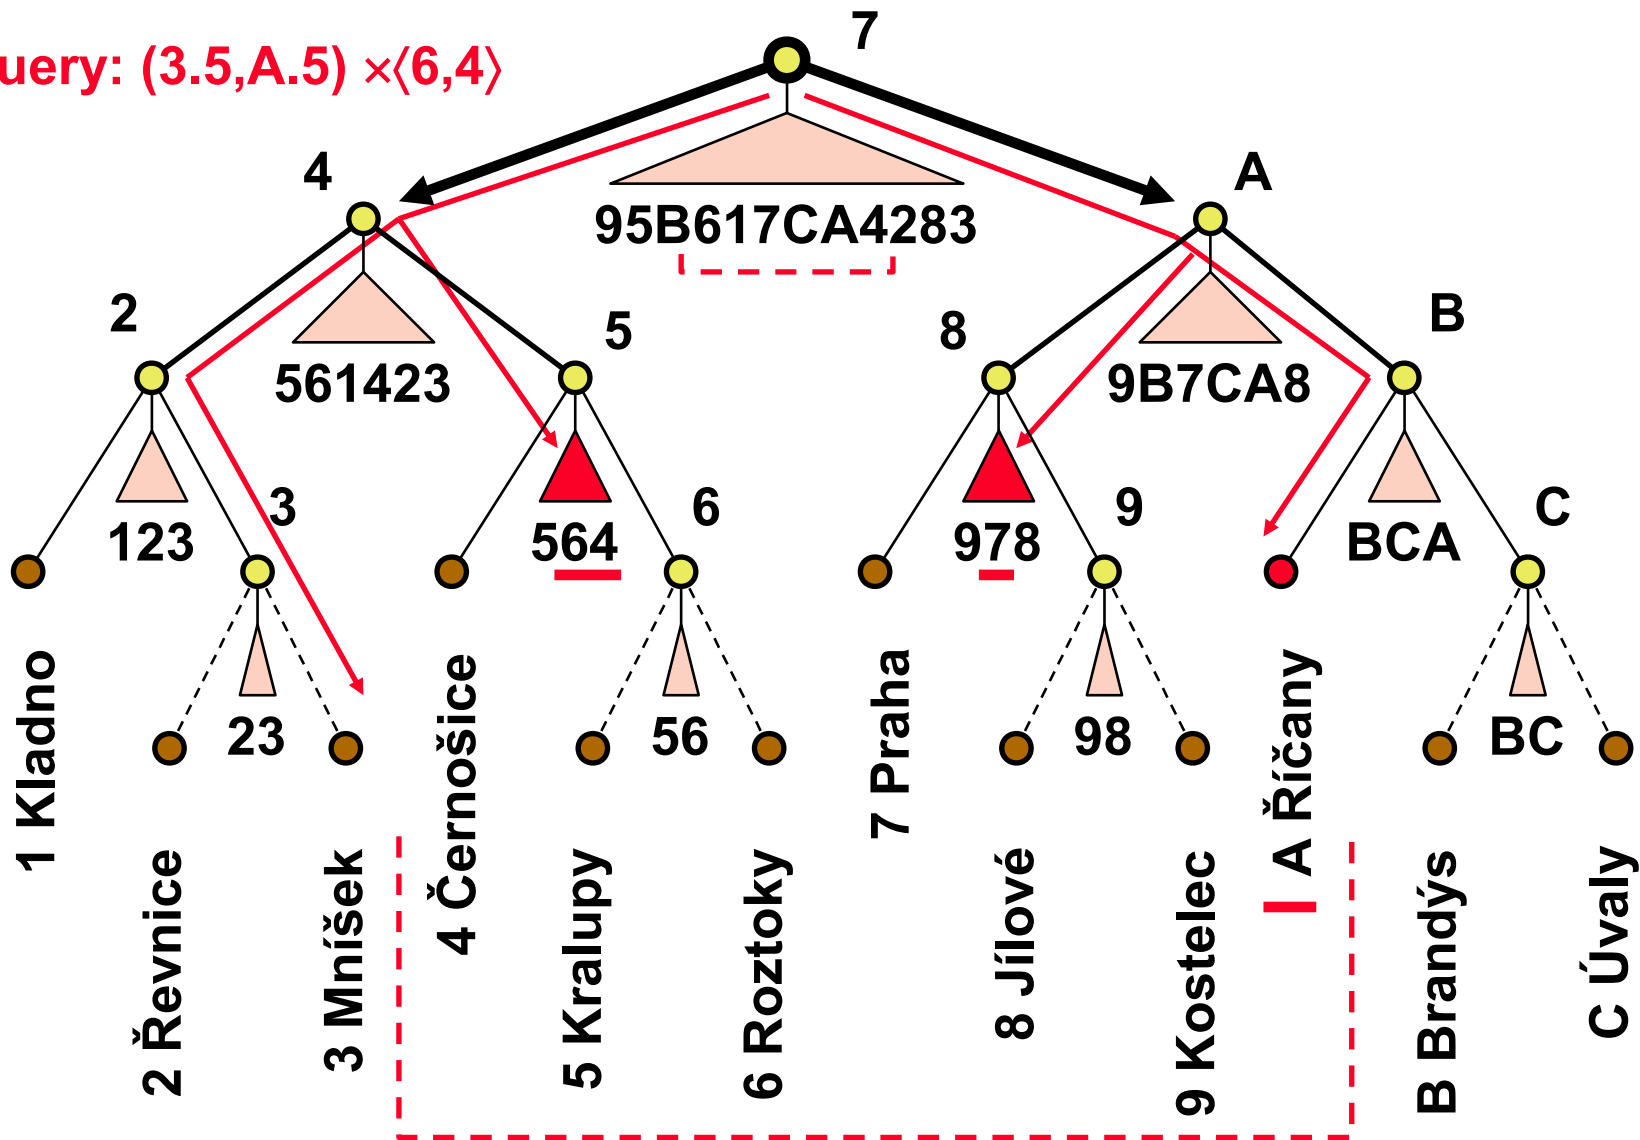 uery: (3.5,A.5) ×⟨6,4⟩
7
4
A
95B617CA4283
2
5
8
B
561423
9B7CA8
3
6
9
C
123
564
978
BCA
23
56
98
BC
1 Kladno
2 Řevnice
3 Mníšek
4 Černošice
5 Kralupy
6 Roztoky
7 Praha
8 Jílové
9 Kostelec
A Říčany
B Brandýs
C Úvaly